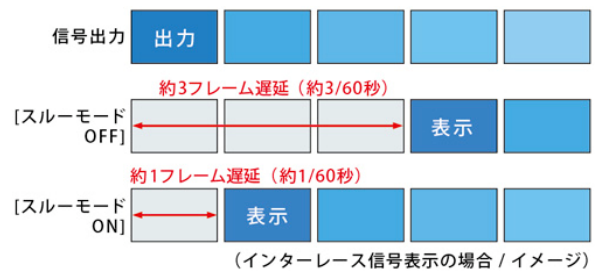 信号出力
出力
約3フレーム遅延（約3/60秒）
[スルーモード
OFF]
表示
約1フレーム遅延（約1/60秒）
[スルーモード
ON]
表示
（インターレース信号表示の場合 / イメージ）